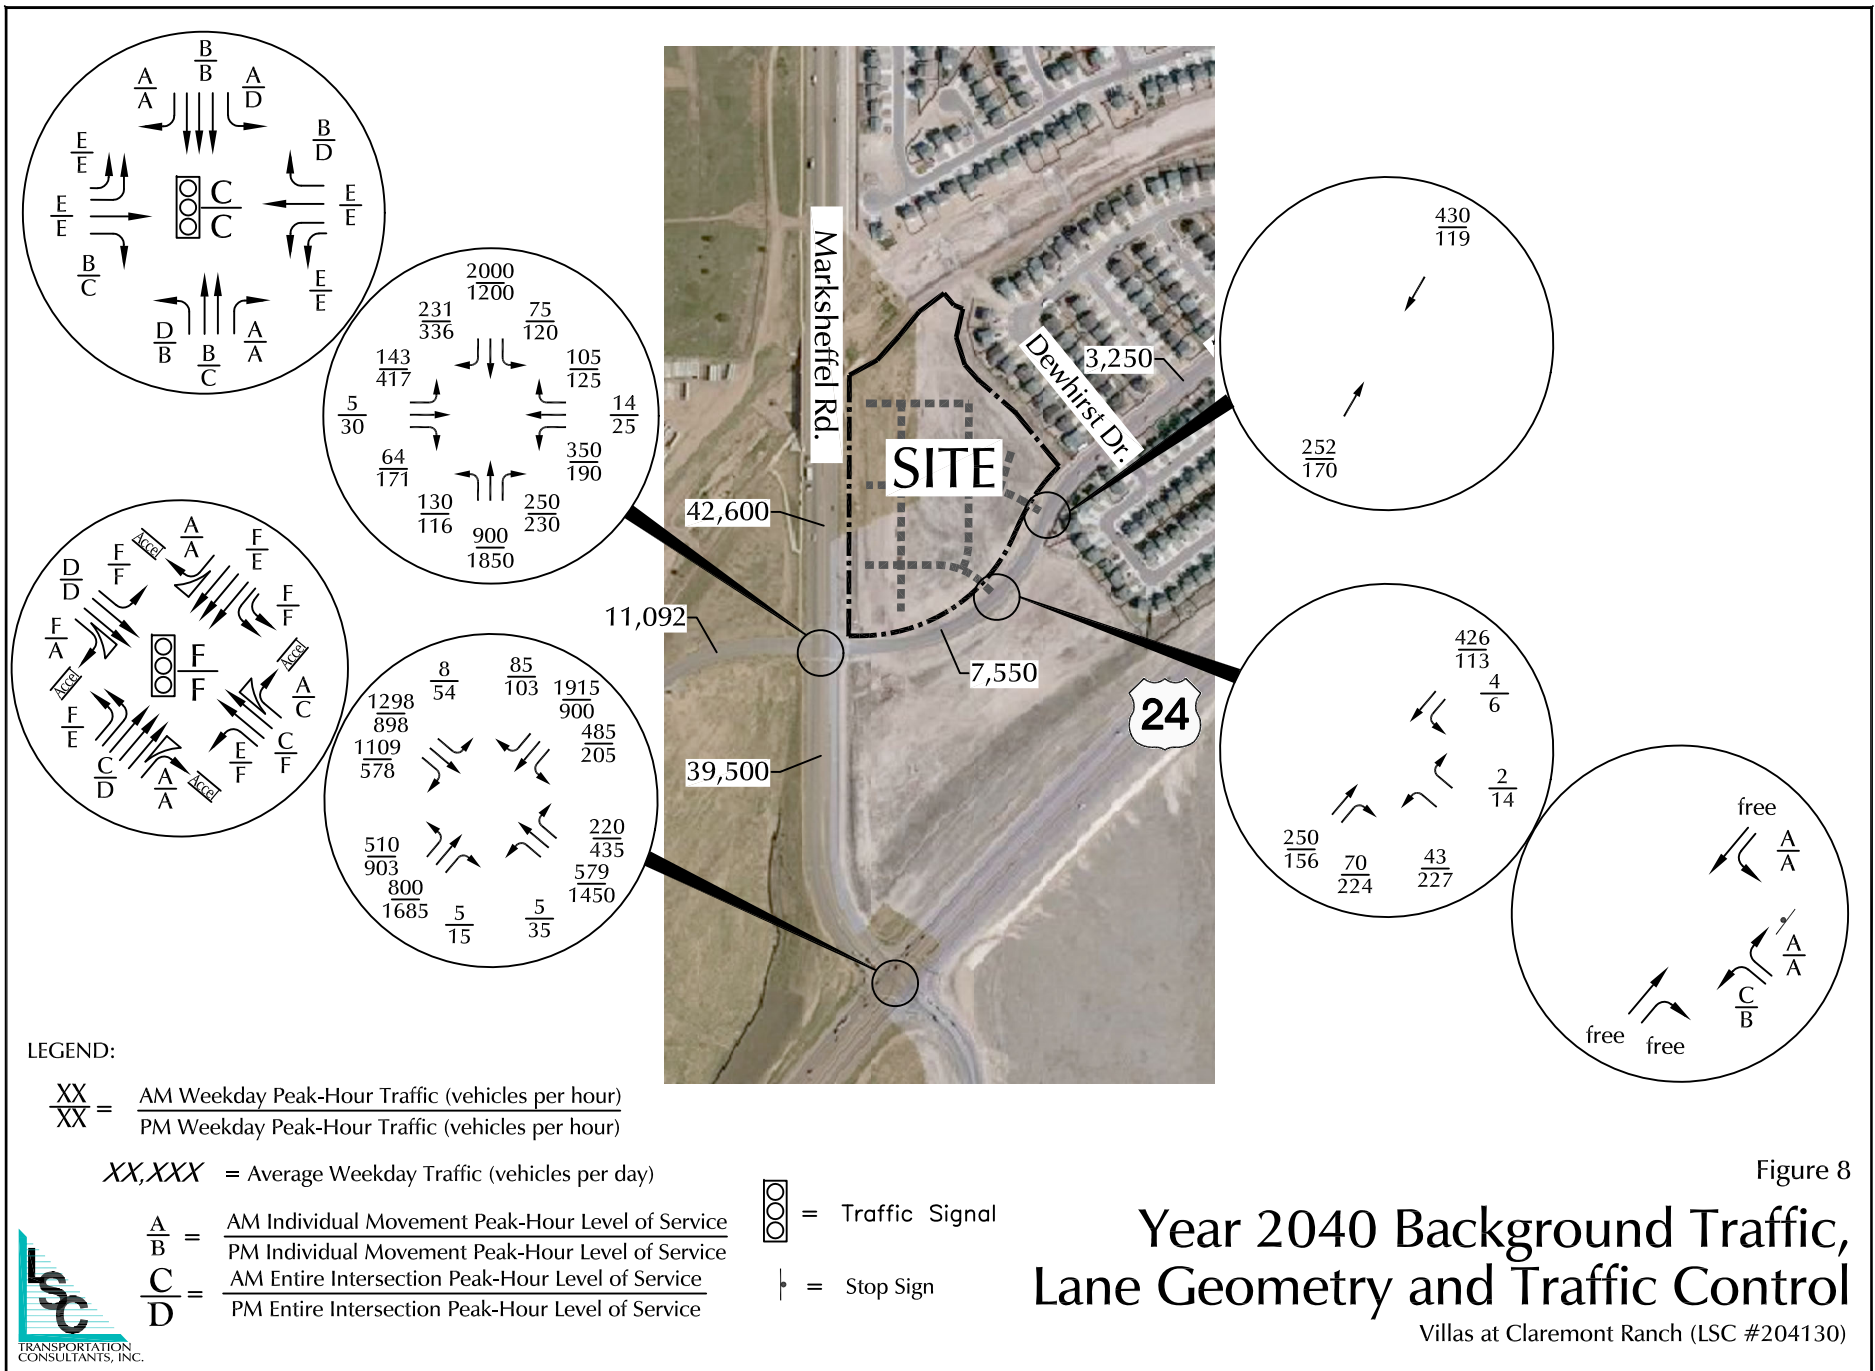 B
B
A
A
A
D
E
E
B
D
E
E
C
C
E
E
B
C
E
E
D
B
B
C
A
A
2000
1200
231
336
75
120
143
417
105
125
5
30
14
25
64
171
350
190
130
116
250
230
900
1850
Accel
A
A
F
E
D
D
F
F
F
F
F
A
F
F
Accel
Accel
A
C
F
E
E
F
C
F
C
D
A
A
Accel
8
54
85
103
1298
898
1915
900
1109
578
485
205
510
903
220
435
800
1685
579
1450
5
15
5
35
Marksheffel Rd.
Dewhirst Dr.
3,250
SITE
42,600
11,092
7,550
24
39,500
430
119
252
170
426
113
4
6
2
14
250
156
70
224
43
227
free
A
A
A
A
C
B
free
free
LEGEND:
XX
XX
=
AM Weekday Peak-Hour Traffic (vehicles per hour)
PM Weekday Peak-Hour Traffic (vehicles per hour)
XX,XXX = Average Weekday Traffic (vehicles per day)
A
B
=
AM Individual Movement Peak-Hour Level of Service
PM Individual Movement Peak-Hour Level of Service
C
D
=
AM Entire Intersection Peak-Hour Level of Service
PM Entire Intersection Peak-Hour Level of Service
= Traffic Signal
= Stop Sign
LSC
TRANSPORTATION
CONSULTANTS, INC.
Figure 8
Year 2040 Background Traffic,
Lane Geometry and Traffic Control
Villas at Claremont Ranch (LSC #204130)